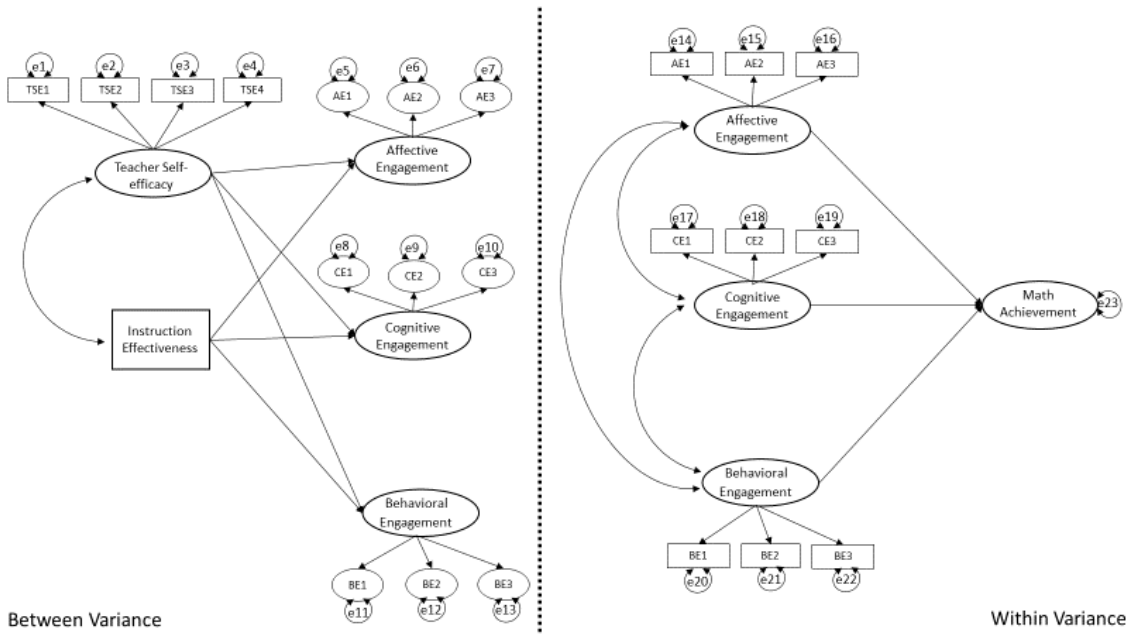 e1 e2 e3 e4
TSE1 TSE2 TSE3 TSE4
Teacher Self-
efficacy
Instruction
Effectiveness
e5 e6 e7
AE1 AE2 AE3
Affective
Engagement
e8 e9 e10
CE1 CE2 CE3
Cognitive
Engagement
Behavioral
Engagement
BE1 BE2 BE3
e11 e12 e13
Between Variance
e14 e15 e16
AE1 AE2 AE3
Affective
Engagement
e17 e18 e19
CE1 CE2 CE3
Cognitive
Engagement
Math
Achievement
e23
Behavioral
Engagement
BE1 BE2 BE3
e20 e21 e22
Within Variance